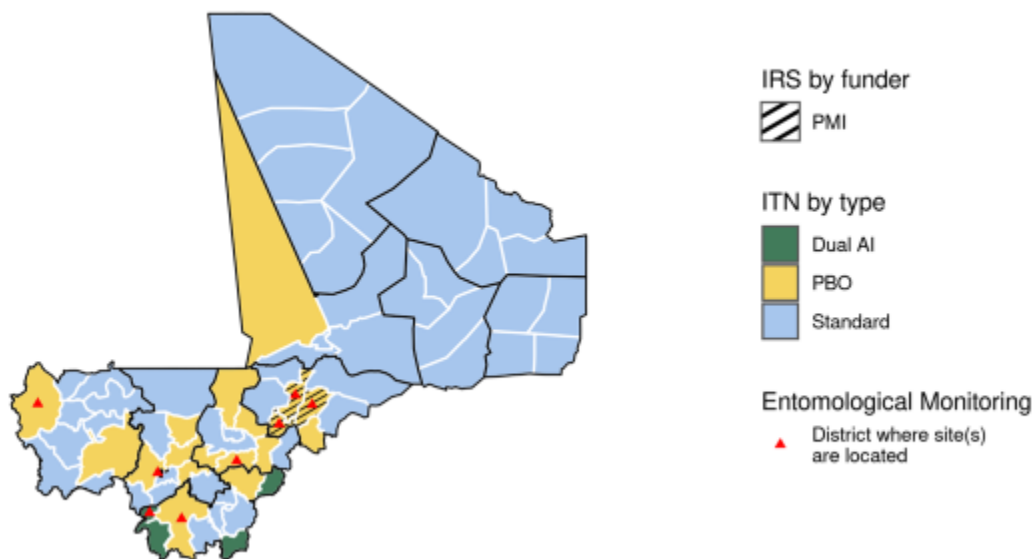 IRS by funder
PMI
ITN by type
Dual AI
PBO
Standard
Entomological Monitoring
District where site(s)
are located